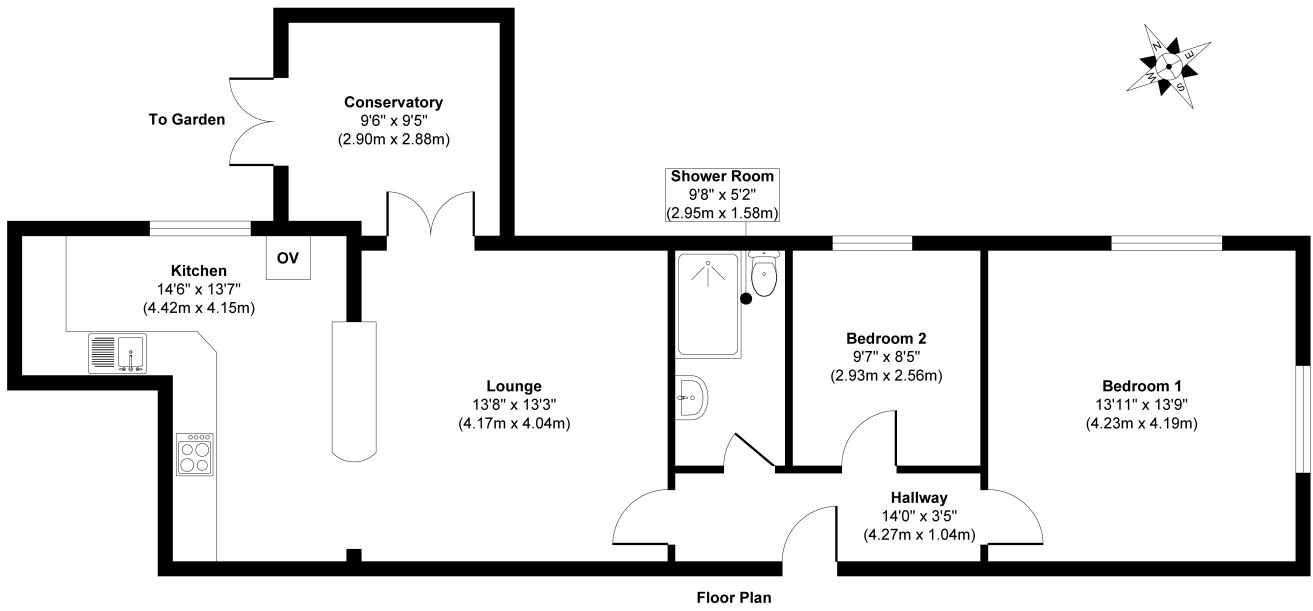 N
E
W
S
Conservatory
9'6" x 9'5"
(2.90m x 2.88m)
To Garden
Shower Room
9'8" x 5'2"
(2.95m x 1.58m)
Kitchen
14'6" x 13'7"
(4.42m x 4.15m)
OV
Lounge
13'8" x 13'3"
(4.17m x 4.04m)
Bedroom 2
9'7" x 8'5"
(2.93m x 2.56m)
Bedroom 1
13'11" x 13'9"
(4.23m x 4.19m)
Hallway
14'0" x 3'5"
(4.27m x 1.04m)
Floor Plan